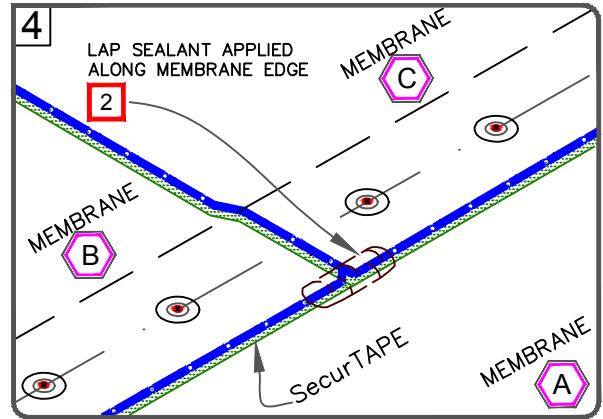 4
LAP SEALANT APPLIED
ALONG MEMBRANE EDGE
2
MEMBRANE
C
MEMBRANE
B
SecurTAPE
MEMBRANE
A